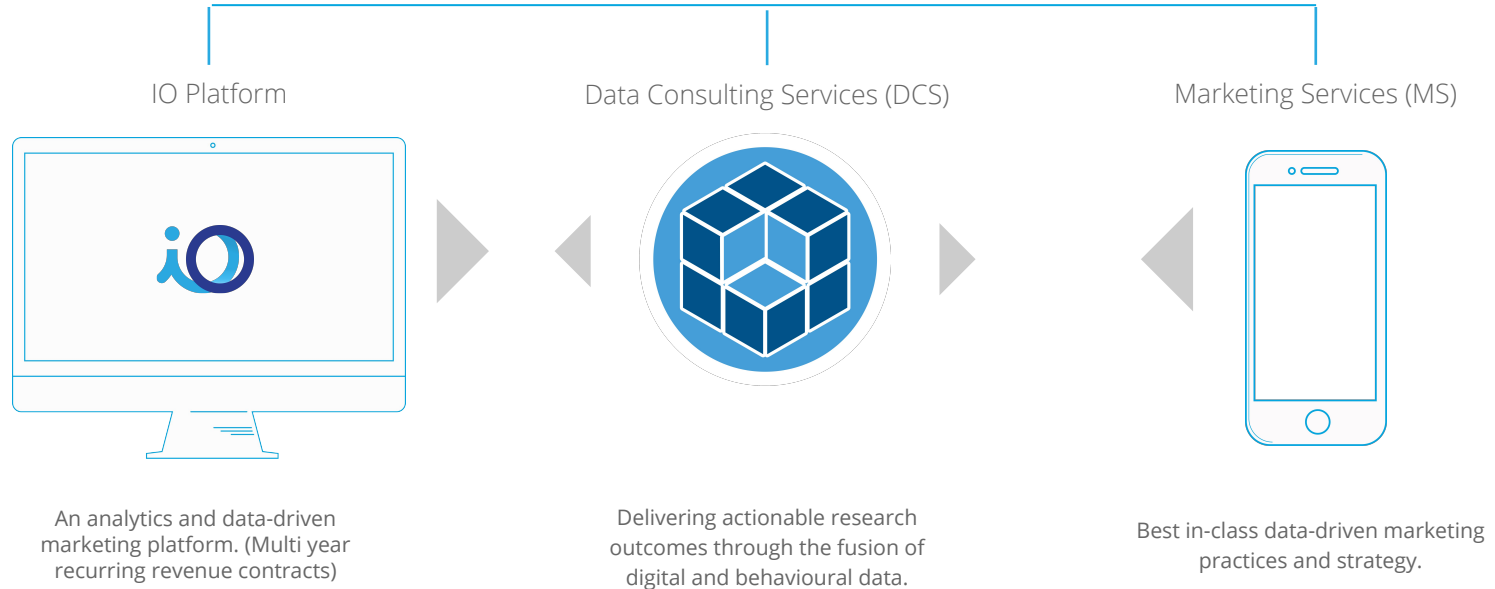 IO Platform
Data Consulting Services (DCS)
Marketing Services (MS)
iO
An analytics and data-driven
marketing platform. (Multi year
recurring revenue contracts)
Delivering actionable research
outcomes through the fusion of
digital and behavioural data.
Best in-class data-driven marketing
practices and strategy.